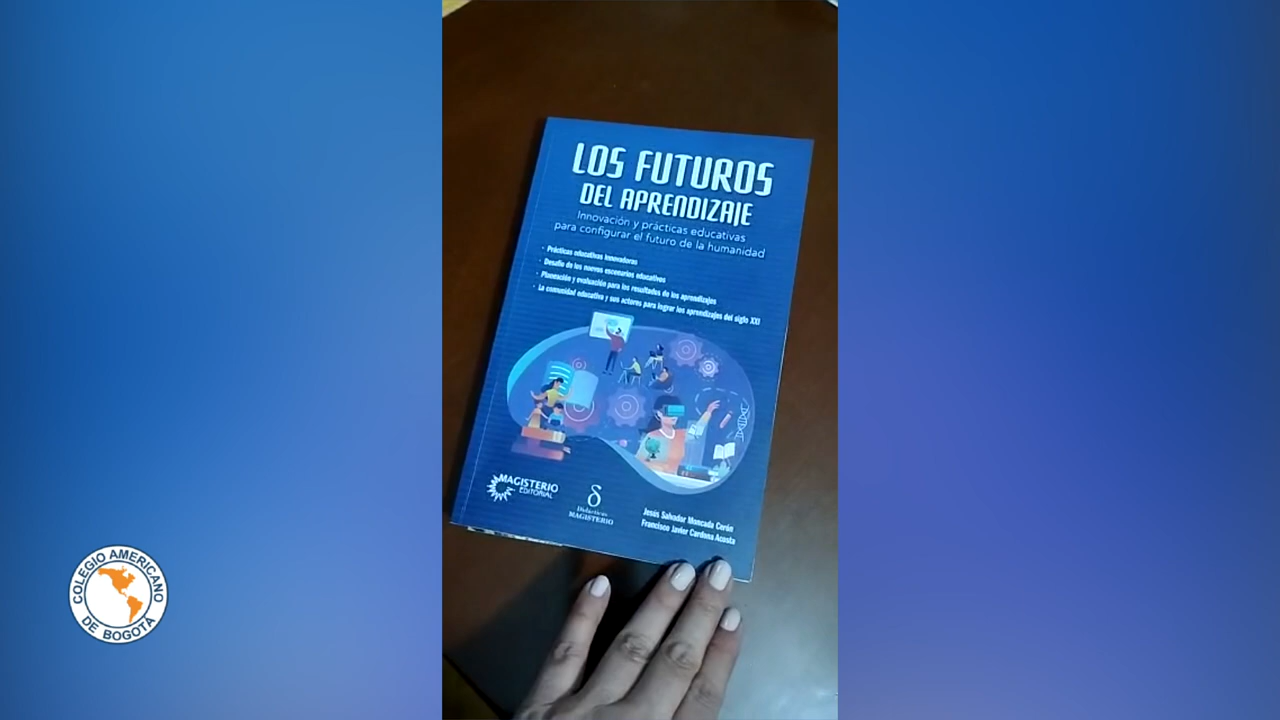 LOS FUTUROS
DEL APRENDIZAJE
Innovación y prácticas educativas
para configurar el futuro de la humanidad
· Prácticas educativas innovadoras
· Desafío de los nuevos escenarios educativos
· Planeación y evaluación para los resultados de los aprendizajes
· La comunidad educativa y sus actores para lograr los aprendizajes del siglo XXI
MAGISTERIO
EDITORIAL
Didácticas
MAGISTERIO
Jesús Salvador Moncada Cerón
Francisco Javier Cardona Acosta
COLEGIO AMERICANO
DE BOGOTÁ